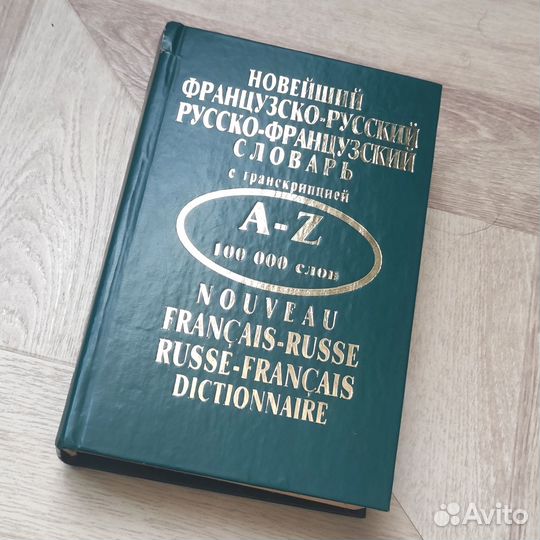 НОВЕЙШИЙ
ФРАНЦУЗСКО-РУССКИЙ
РУССКО-ФРАНЦУЗСКИЙ
СЛОВАРЬ
с транскрипцией
A-Z
100 000 слов
NOUVEAU
FRANÇAIS-RUSSE
RUSSE-FRANÇAIS
DICTIONNAIRE
Avito